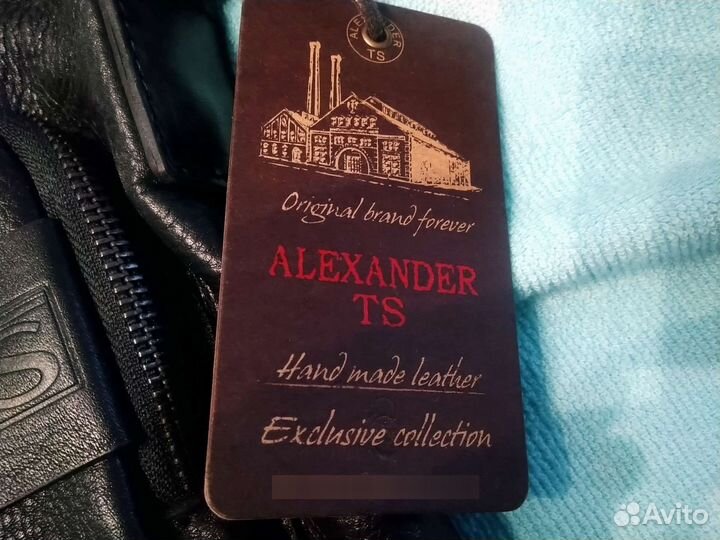 ALEXANDER
TS
Original brand forever
ALEXANDER
TS
Hand made leather
Exclusive collection
Avito